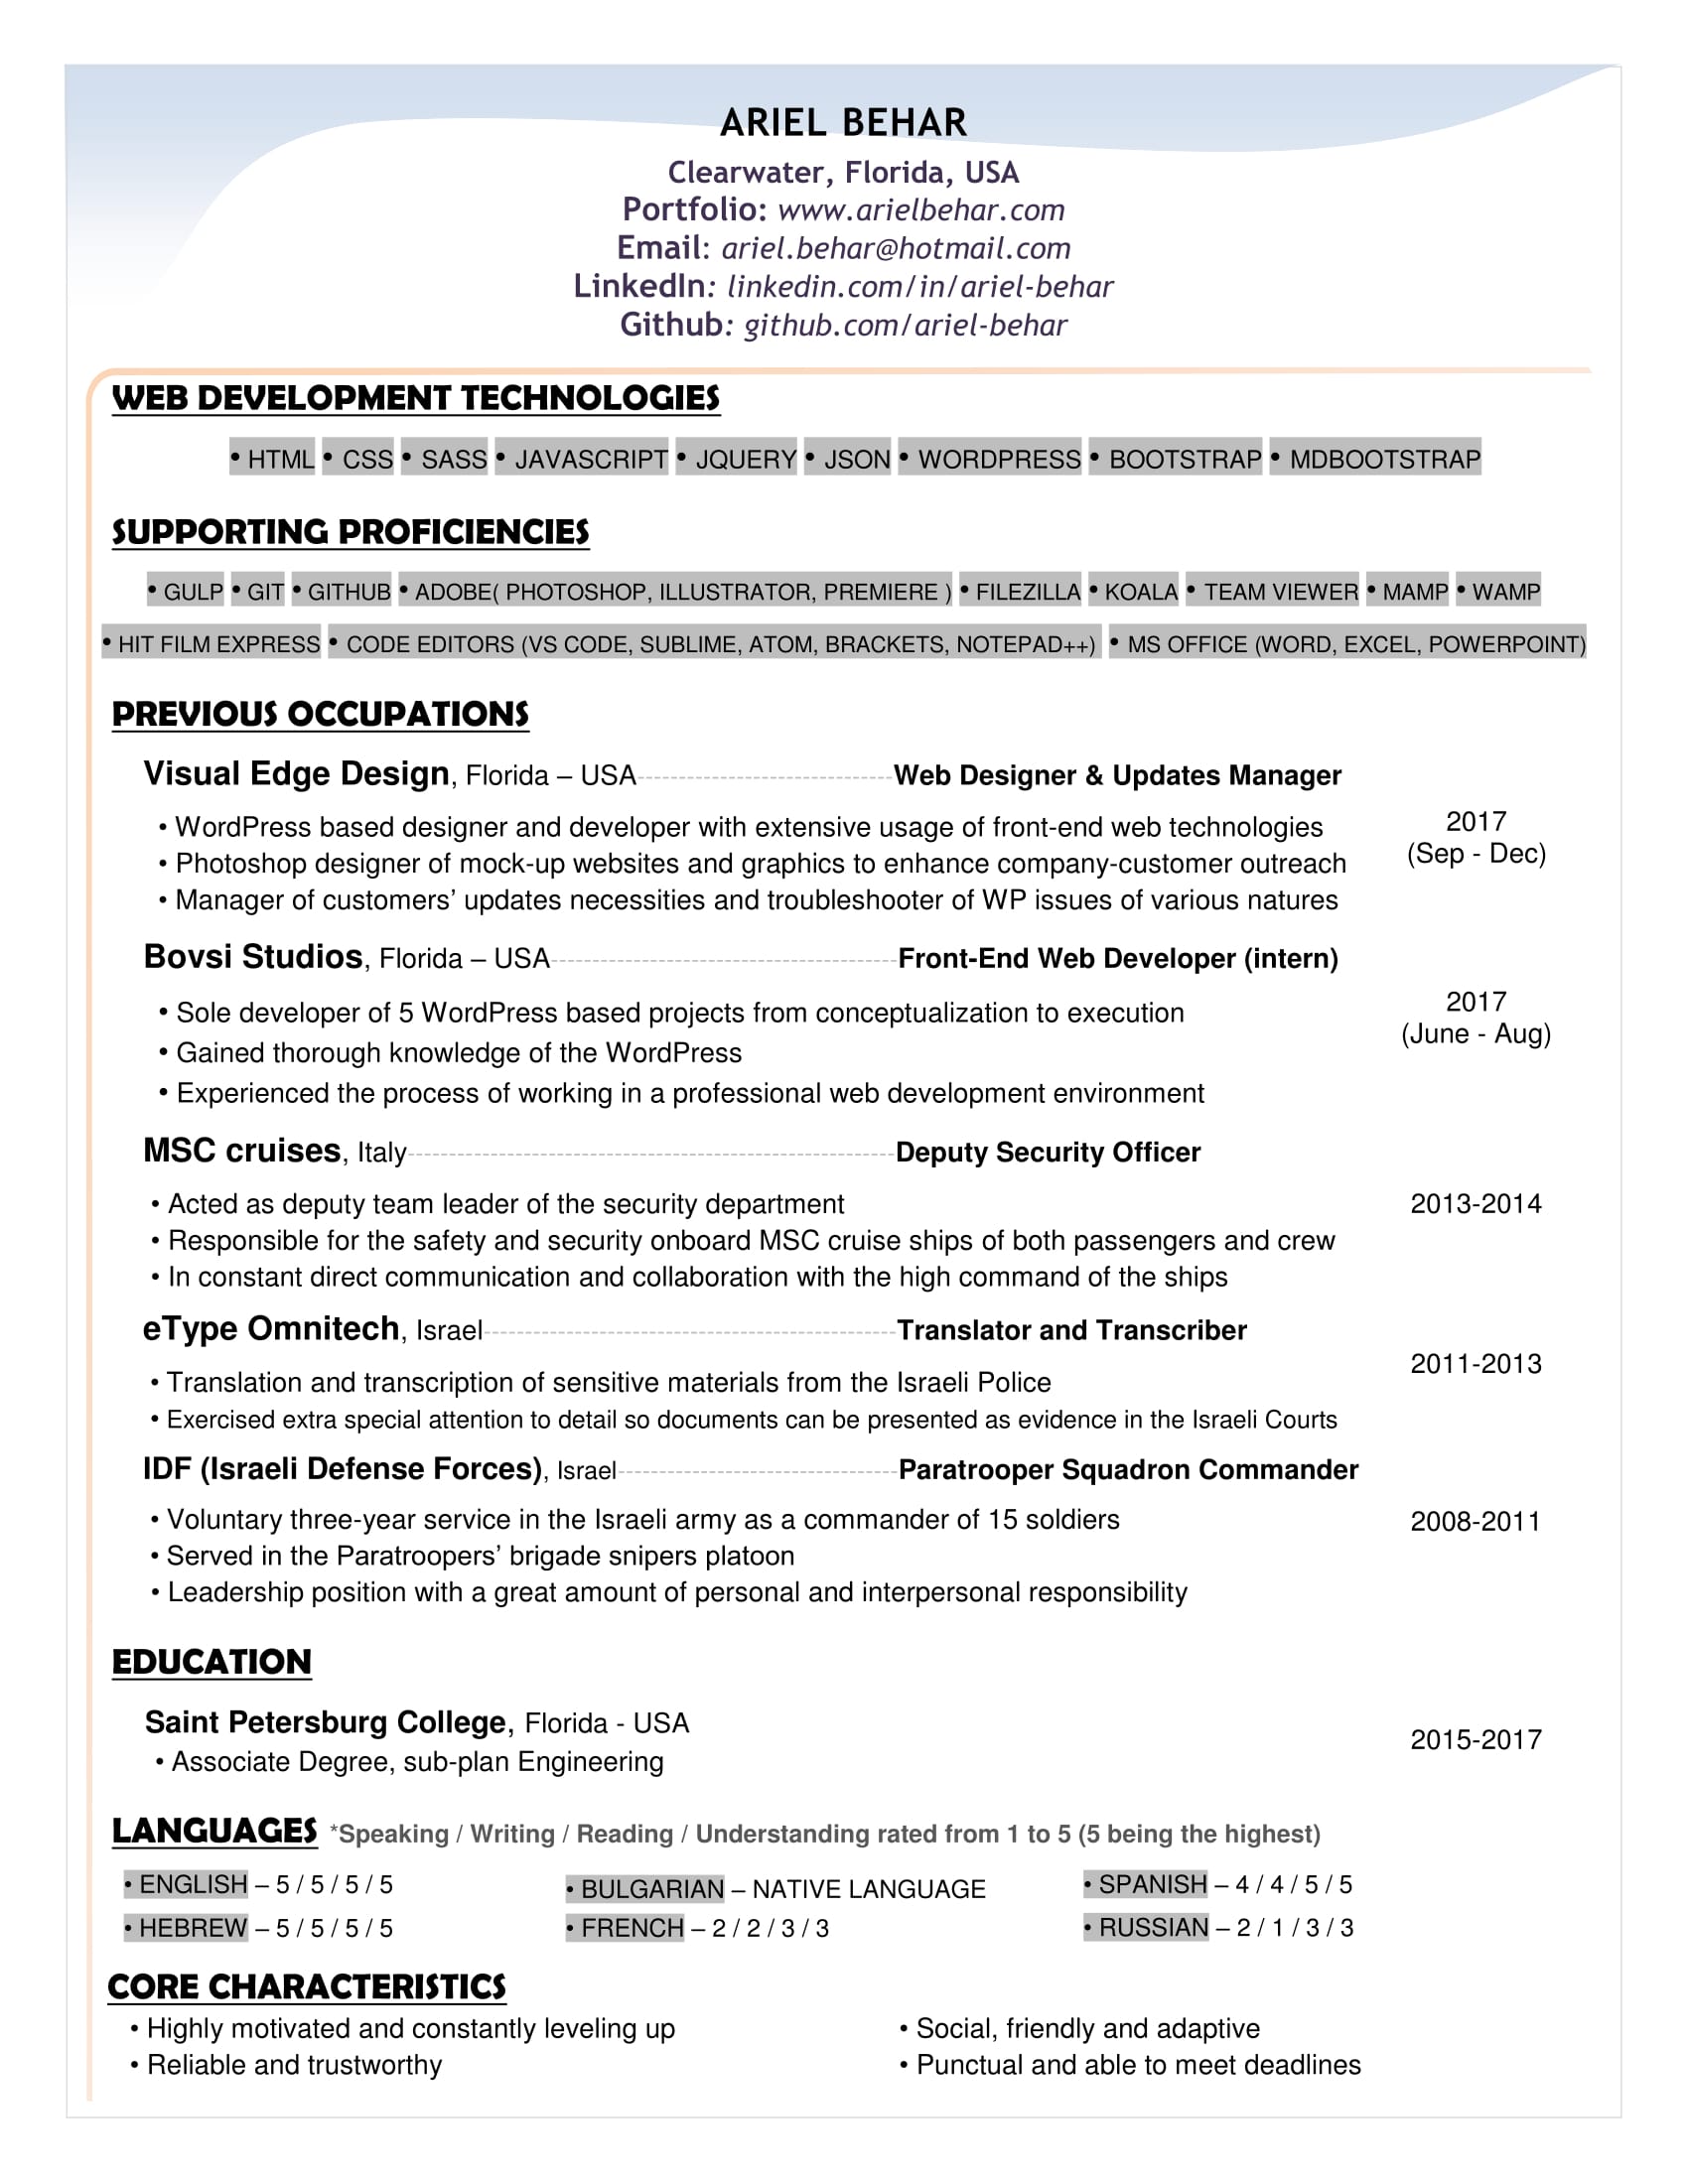 ARIEL BEHAR
Clearwater, Florida, USA
Portfolio: www.arielbehar.com
Email: ariel.behar@hotmail.com
LinkedIn: linkedin.com/in/ariel-behar
Github: github.com/ariel-behar
WEB DEVELOPMENT TECHNOLOGIES
• HTML • CSS • SASS • JAVASCRIPT • JQUERY • JSON • WORDPRESS • BOOTSTRAP • MDBOOTSTRAP
SUPPORTING PROFICIENCIES
• GULP • GIT • GITHUB • ADOBE( PHOTOSHOP, ILLUSTRATOR, PREMIERE ) • FILEZILLA • KOALA • TEAM VIEWER • MAMP • WAMP
• HIT FILM EXPRESS • CODE EDITORS (VS CODE, SUBLIME, ATOM, BRACKETS, NOTEPAD++) • MS OFFICE (WORD, EXCEL, POWERPOINT)
PREVIOUS OCCUPATIONS
Visual Edge Design, Florida – USA-------------------------------Web Designer & Updates Manager
• WordPress based designer and developer with extensive usage of front-end web technologies
• Photoshop designer of mock-up websites and graphics to enhance company-customer outreach
• Manager of customers’ updates necessities and troubleshooter of WP issues of various natures
2017
(Sep - Dec)
Bovsi Studios, Florida – USA------------------------------------------Front-End Web Developer (intern)
• Sole developer of 5 WordPress based projects from conceptualization to execution
• Gained thorough knowledge of the WordPress
• Experienced the process of working in a professional web development environment
2017
(June - Aug)
MSC cruises, Italy-----------------------------------------------------------Deputy Security Officer
• Acted as deputy team leader of the security department
• Responsible for the safety and security onboard MSC cruise ships of both passengers and crew
• In constant direct communication and collaboration with the high command of the ships
2013-2014
eType Omnitech, Israel--------------------------------------------------Translator and Transcriber
• Translation and transcription of sensitive materials from the Israeli Police
• Exercised extra special attention to detail so documents can be presented as evidence in the Israeli Courts
2011-2013
IDF (Israeli Defense Forces), Israel----------------------------------Paratrooper Squadron Commander
• Voluntary three-year service in the Israeli army as a commander of 15 soldiers
• Served in the Paratroopers’ brigade snipers platoon
• Leadership position with a great amount of personal and interpersonal responsibility
2008-2011
EDUCATION
Saint Petersburg College, Florida - USA
• Associate Degree, sub-plan Engineering
2015-2017
LANGUAGES *Speaking / Writing / Reading / Understanding rated from 1 to 5 (5 being the highest)
• ENGLISH – 5 / 5 / 5 / 5 • BULGARIAN – NATIVE LANGUAGE • SPANISH – 4 / 4 / 5 / 5
• HEBREW – 5 / 5 / 5 / 5 • FRENCH – 2 / 2 / 3 / 3 • RUSSIAN – 2 / 1 / 3 / 3
CORE CHARACTERISTICS
• Highly motivated and constantly leveling up • Social, friendly and adaptive
• Reliable and trustworthy • Punctual and able to meet deadlines